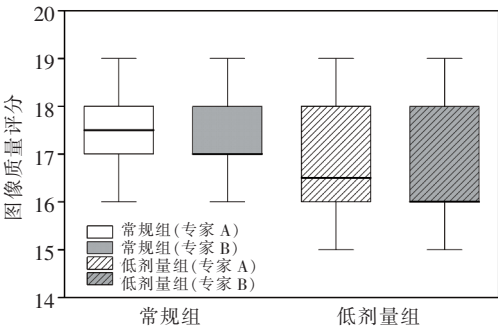 20
19
18
17
16
15
14
图像质量评分
常规组(专家 A)
常规组(专家 B)
低剂量组(专家 A)
低剂量组(专家 B)
常规组
低剂量组